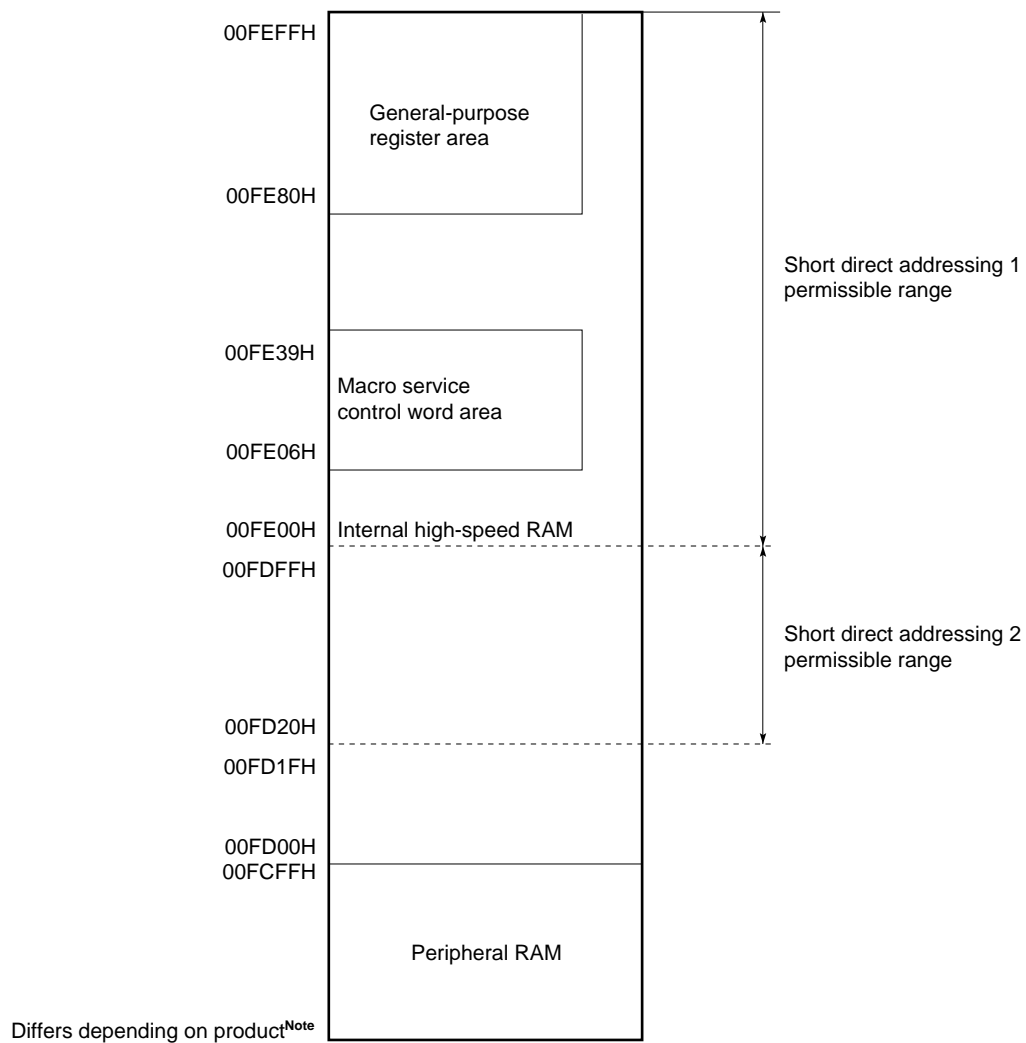 00FEFFH
General-purpose
register area
00FE80H
Short direct addressing 1
permissible range
00FE39H
Macro service
control word area
00FE06H
00FE00H Internal high-speed RAM
00FDFFH
Short direct addressing 2
permissible range
00FD20H
00FD1FH
00FD00H
00FCFFH
Peripheral RAM
Differs depending on productNote